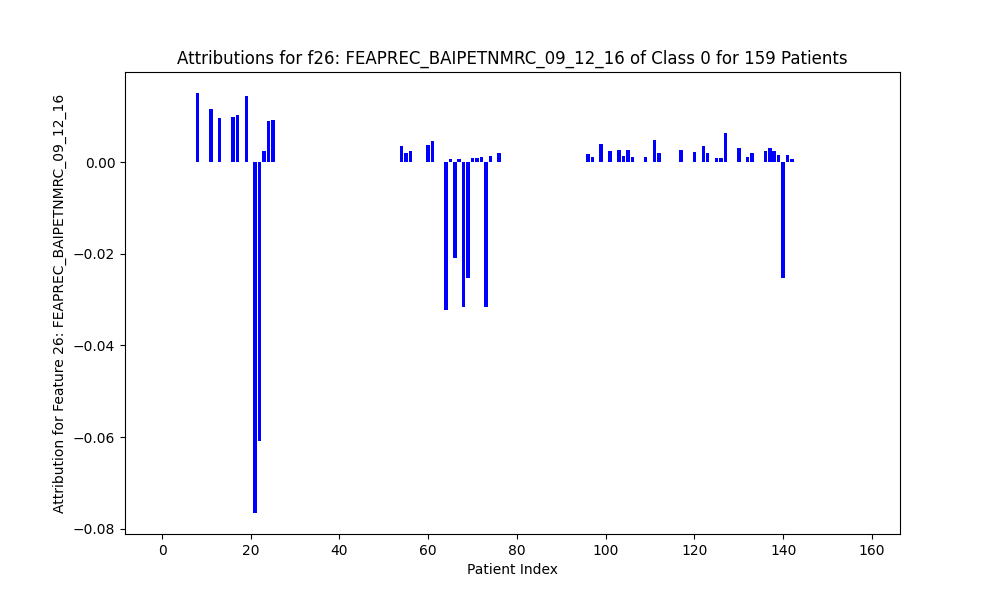 Attributions for f26: FEAPREC_BAIPETNMRC_09_12_16 of Class 0 for 159 Patients
Attribution for Feature 26: FEAPREC_BAIPETNMRC_09_12_16
0.00
−0.02
−0.04
−0.06
−0.08
0 20 40 60 80 100 120 140 160
Patient Index